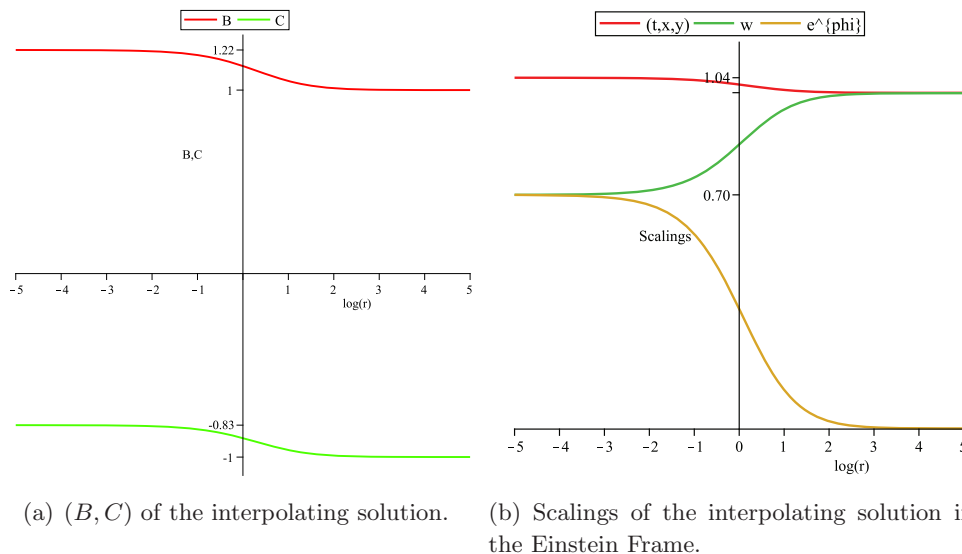 B C
1.22
1
B,C
−5 −4 −3 −2 −1 1 2 3 4 5
log(r)
-0.83
-1
(a) (B, C) of the interpolating solution.
(t,x,y) w e^{phi}
1.04
0.70
Scalings
−5 −4 −3 −2 −1 0 1 2 3 4 5
log(r)
(b) Scalings of the interpolating solution in
the Einstein Frame.